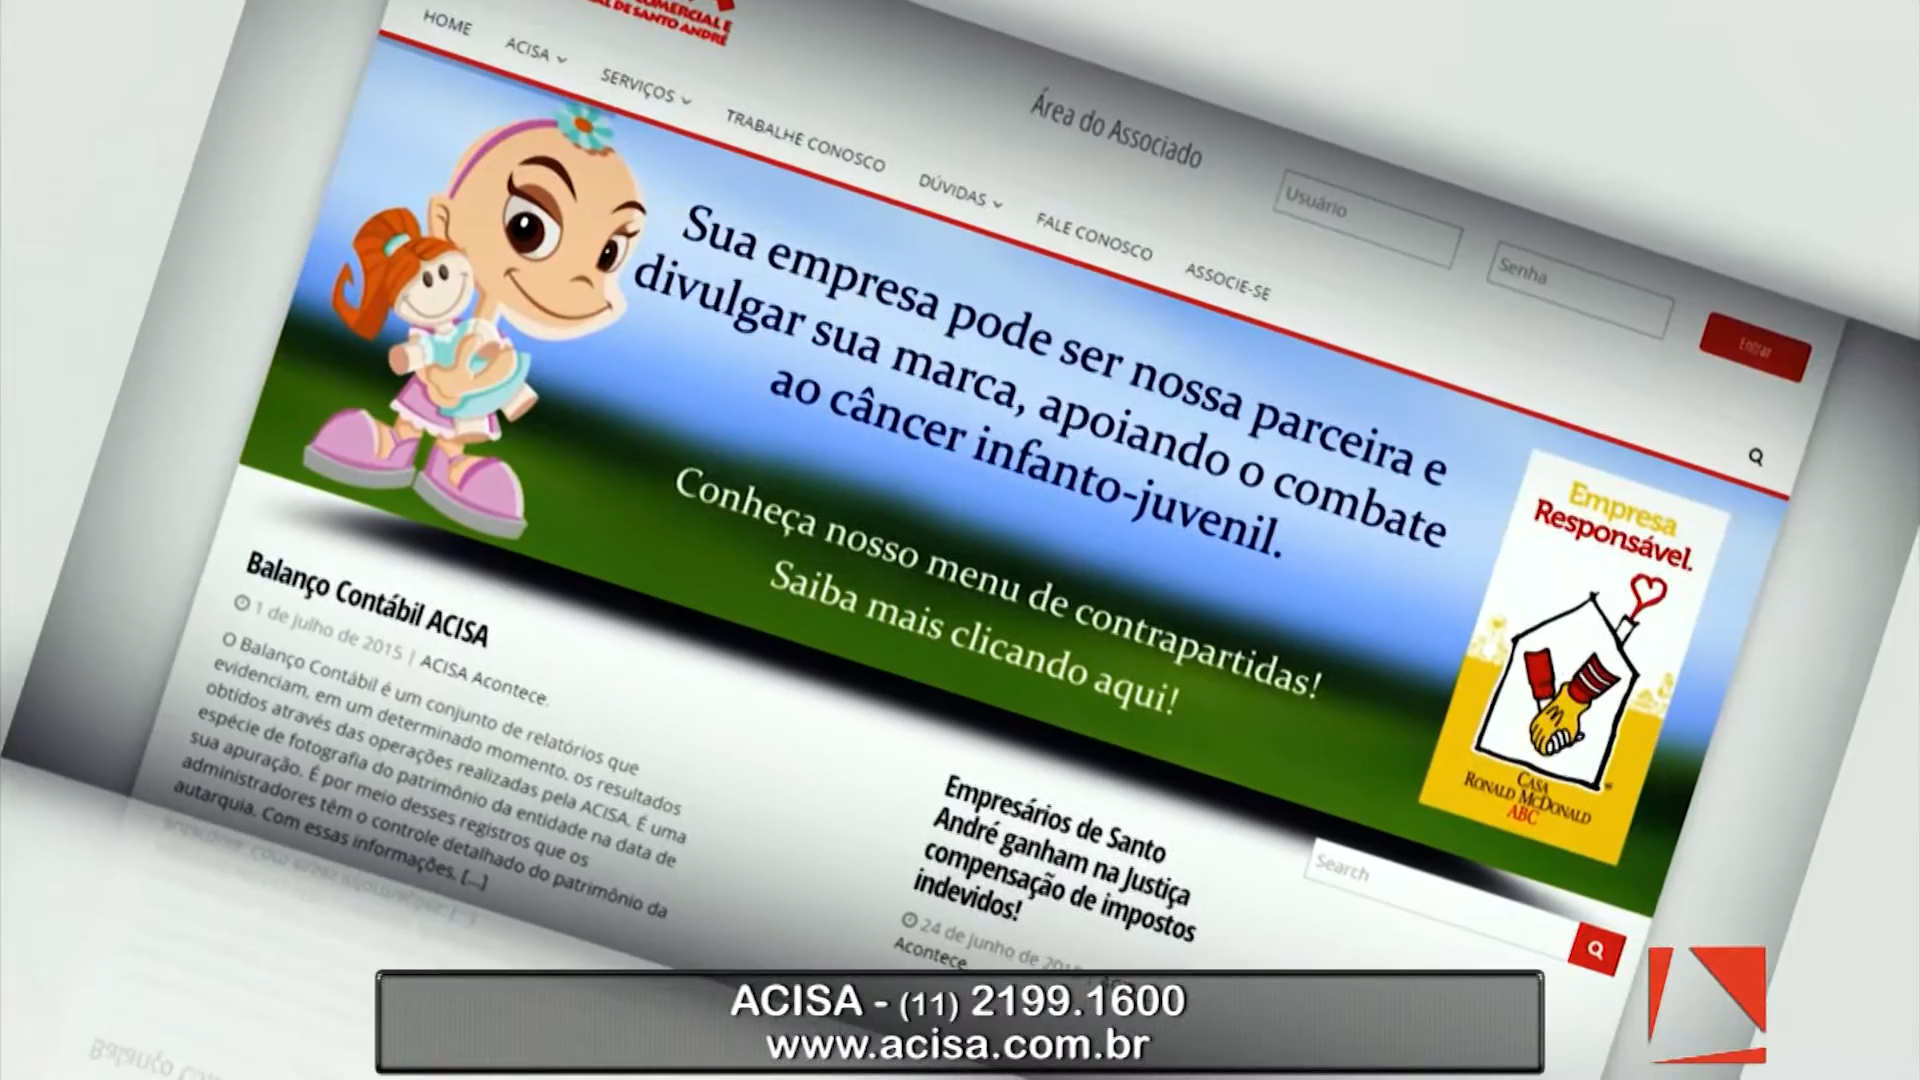 OMERCIAL E
AL DE SANTO ANDRÉ
HOME
ACISA
SERVIÇOS
TRABALHE CONOSCO
DÚVIDAS
FALE CONOSCO
ASSOCIE-SE
Área do Associado
Usuário
Senha
Entrar
Sua empresa pode ser nossa parceira e
divulgar sua marca, apoiando o combate
ao câncer infanto-juvenil.
Conheça nosso menu de contrapartidas!
Saiba mais clicando aqui!
Empresa
Responsável.
CASA
RONALD McDONALD
ABC
Balanço Contábil ACISA
1 de julho de 2015 | ACISA Acontece.
O Balanço Contábil é um conjunto de relatórios que
evidenciam, em um determinado momento, os resultados
obtidos através das operações realizadas pela ACISA. É uma
espécie de fotografia do patrimônio da entidade na data de
sua apuração. É por meio desses registros que os
administradores têm o controle detalhado do patrimônio da
autarquia. Com essas informações, [...]
Empresários de Santo
André ganham na Justiça
compensação de impostos
indevidos!
24 de junho de
Acontece
Search
ACISA - (11) 2199.1600
www.acisa.com.br